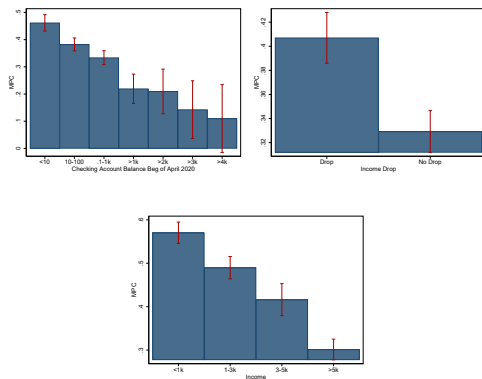 .5
.4
.3
.2
.1
0
MPC
<10 10-100 .1-1k >1k >2k >3k >4k
Checking Account Balance Beg of April 2020
.42
.4
.38
.36
.34
.32
MPC
Drop No Drop
Income Drop
.6
.5
.4
.3
MPC
<1k 1-3k 3-5k >5k
Income